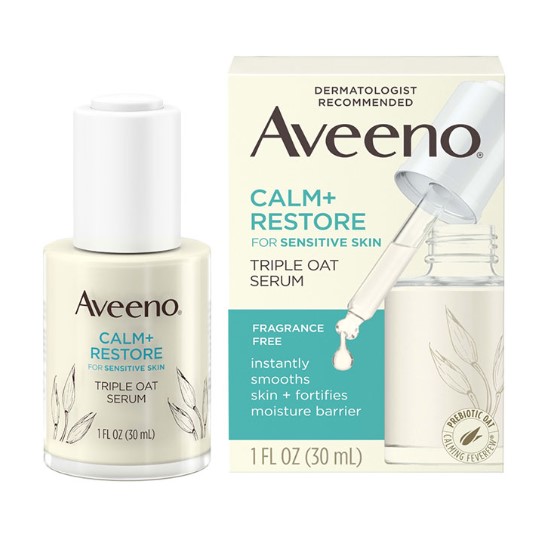 Aveeno®
CALM+
RESTORE
FOR SENSITIVE SKIN
TRIPLE OAT
SERUM
1 FL OZ (30 mL)
DERMATOLOGIST
RECOMMENDED
Aveeno®
CALM+
RESTORE
FOR SENSITIVE SKIN
TRIPLE OAT
SERUM
FRAGRANCE
FREE
instantly
smooths
skin + fortifies
moisture barrier
PREBIOTIC OAT
CALMING FEVERFEW
1 FL OZ (30 mL)